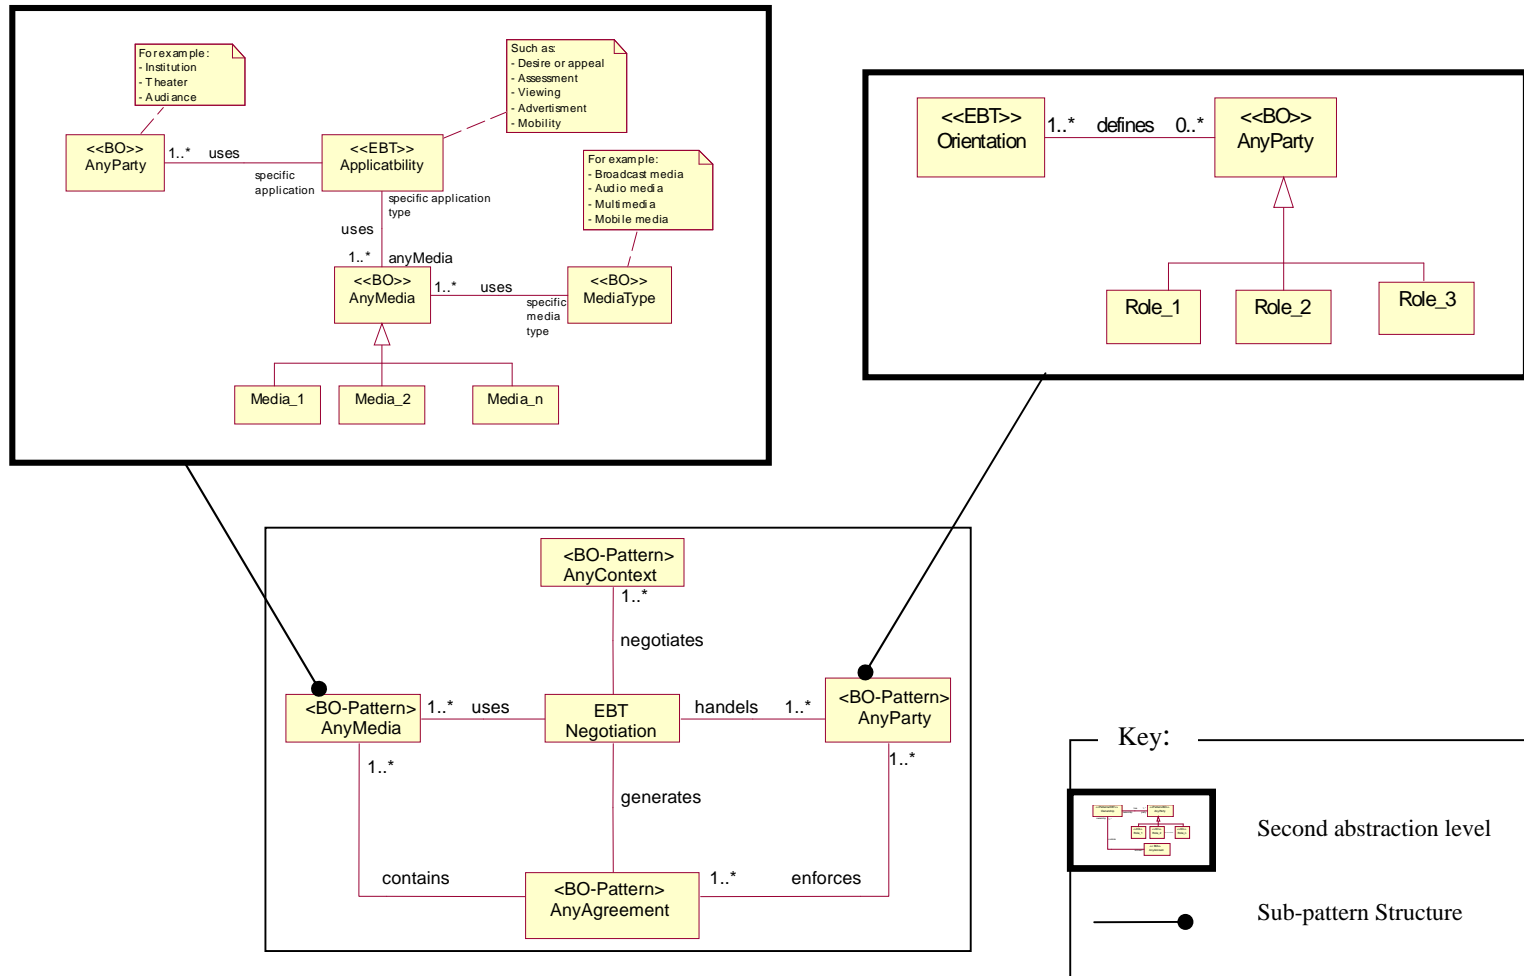 For example:
- Institution
- Theater
- Audiance
Such as:
- Desire or appeal
- Assessment
- Viewing
- Advertisment
- Mobility
<<BO>>
AnyParty
1..* uses
specific
application
<<EBT>>
Applicatbility
specific application
type
uses
1..* anyMedia
For example:
- Broadcast media
- Audio media
- Multimedia
- Mobile media
<<BO>>
AnyMedia
1..* uses
specific
media
type
<<BO>>
MediaType
Media_1
Media_2
Media_n
<<EBT>>
Orientation
1..* defines 0..*
<<BO>>
AnyParty
Role_1
Role_2
Role_3
<BO-Pattern>
AnyContext
1..*
negotiates
<BO-Pattern>
AnyMedia
1..* uses
EBT
Negotiation
handels 1..*
<BO-Pattern>
AnyParty
1..*
1..*
generates
contains
<BO-Pattern>
AnyAgreement
1..* enforces
Key:
Second abstraction level
Sub-pattern Structure